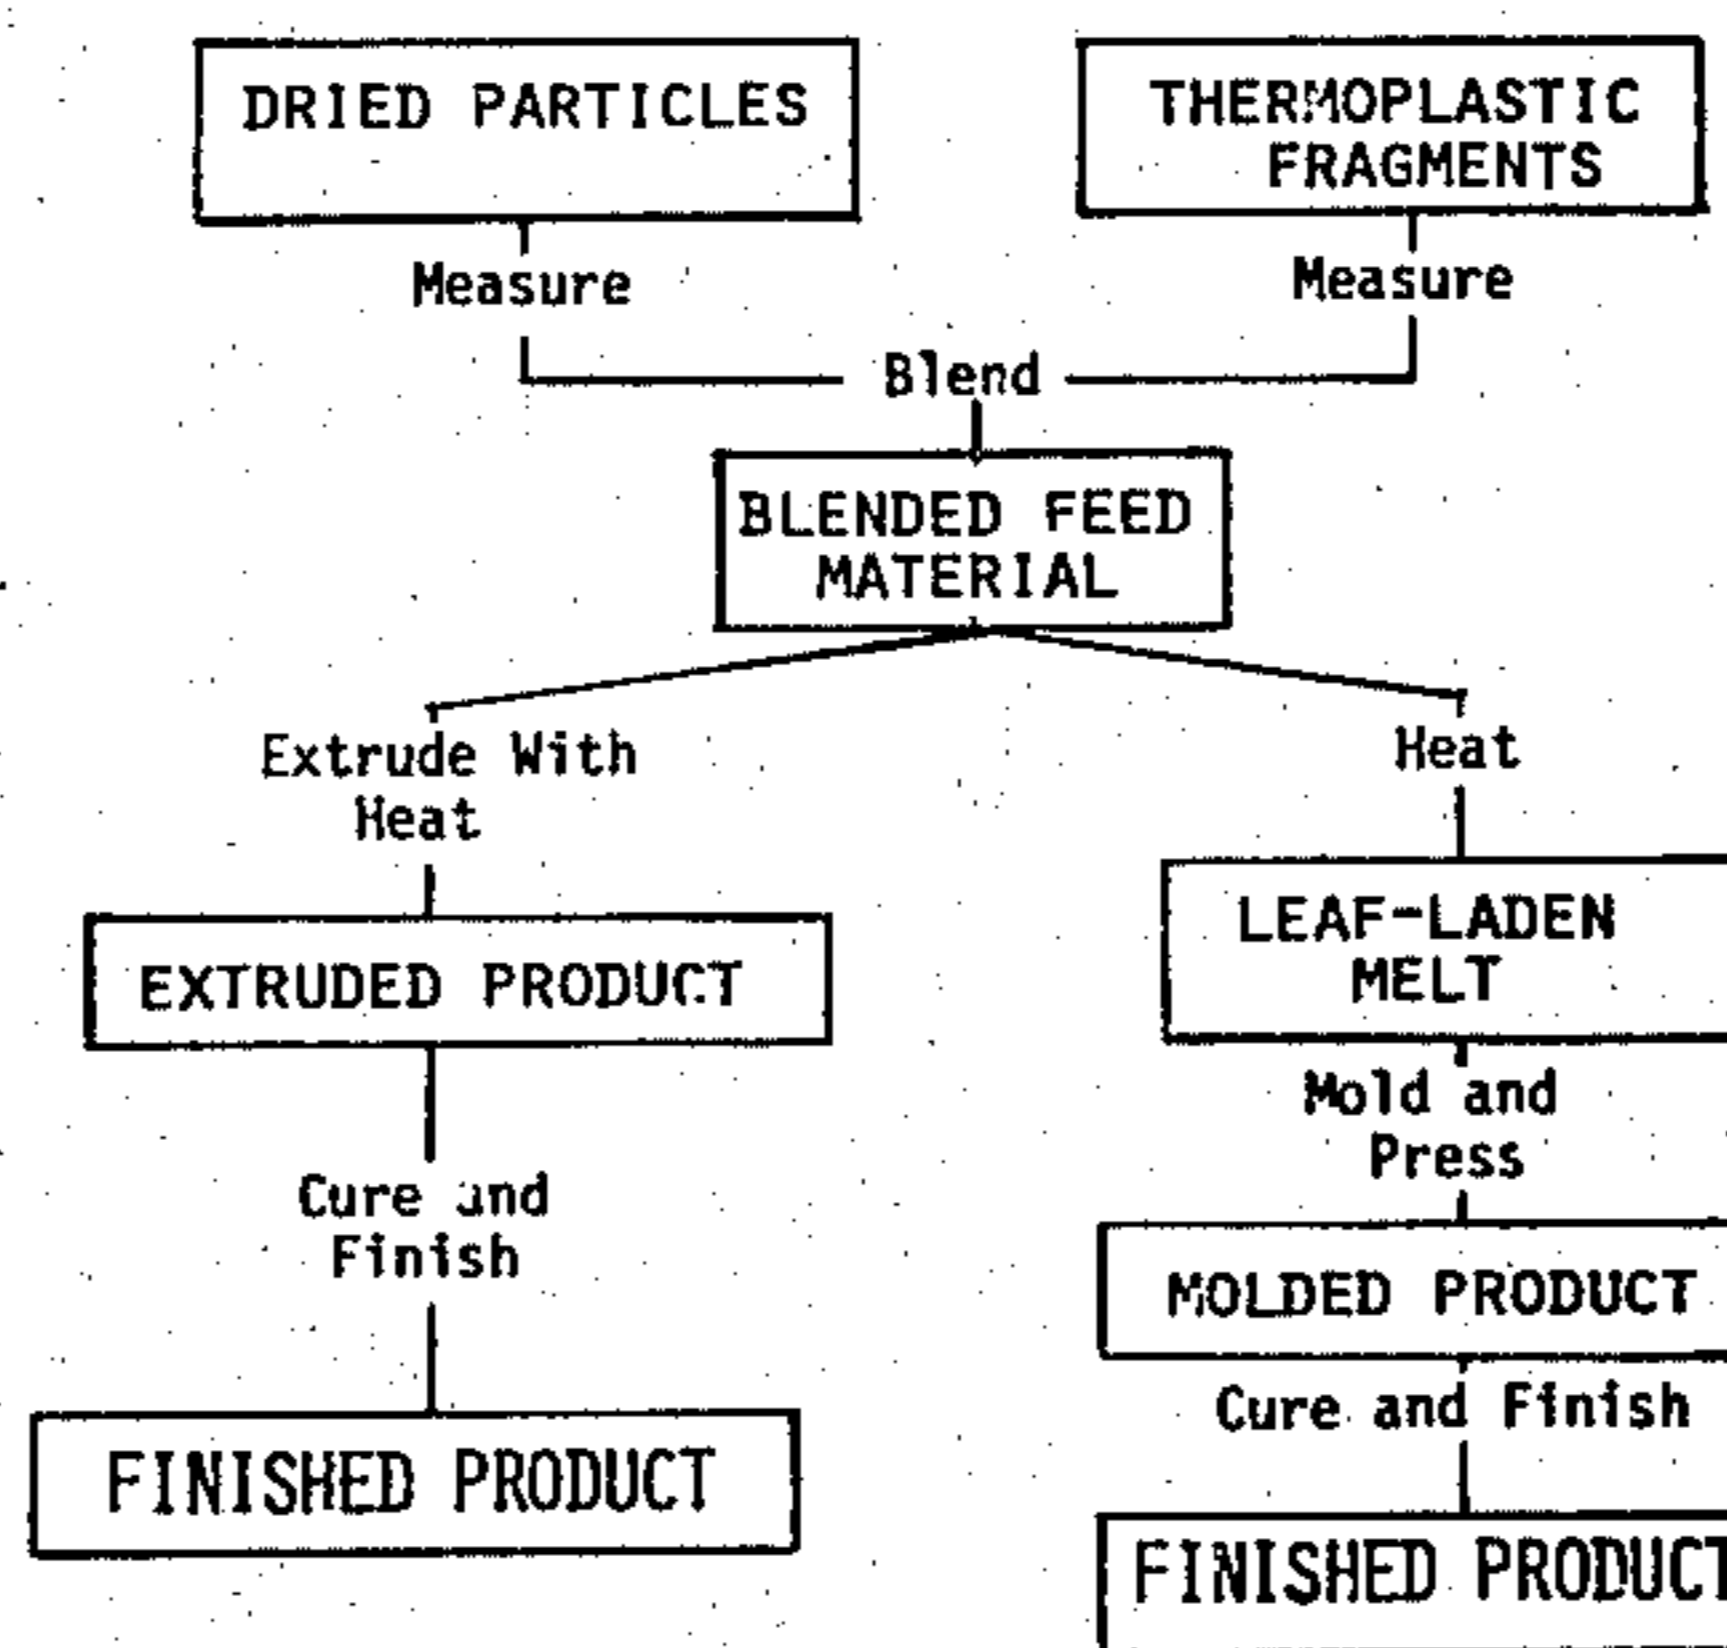 DRIED PARTICLES
THERMOPLASTIC
FRAGMENTS
Measure
Measure
Blend
BLENDED FEED
MATERIAL
Extrude With
Heat
Heat
EXTRUDED PRODUCT
LEAF-LADEN
MELT
Mold and
Press
Cure and
Finish
MOLDED PRODUCT
Cure and Finish
FINISHED PRODUCT
FINISHED PRODUCT